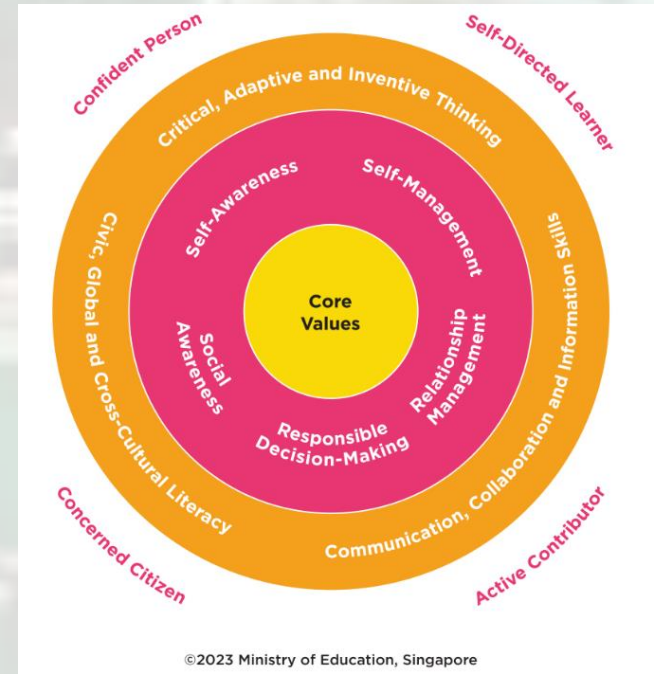 Confident Person
Self-Directed Learner
Critical, Adaptive and Inventive Thinking
Self-Awareness
Self-Management
Civic, Global and Cross-Cultural Literacy
Communication, Collaboration and Information Skills
Core
Values
Social
Awareness
Relationship
Management
Responsible
Decision-Making
Concerned Citizen
Active Contributor
©2023 Ministry of Education, Singapore